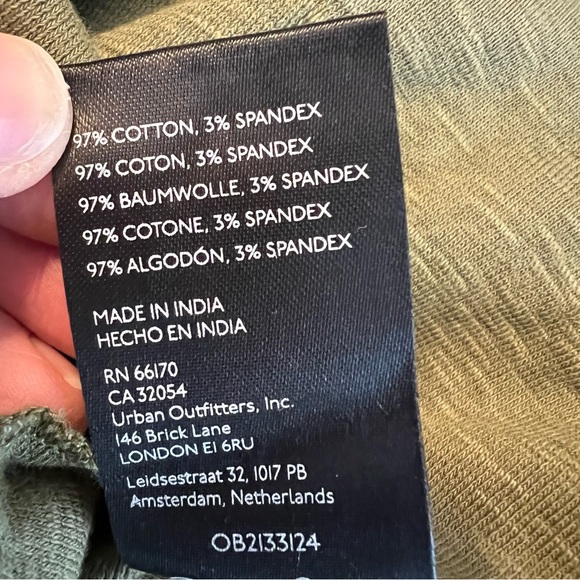 97% COTTON, 3% SPANDEX
97% COTON, 3% SPANDEX
97% BAUMWOLLE, 3% SPANDEX
97% COTONE, 3% SPANDEX
97% ALGODÓN, 3% SPANDEX
MADE IN INDIA
HECHO EN INDIA
RN 66170
CA 32054
Urban Outfitters, Inc.
146 Brick Lane
LONDON E1 6RU
Leidsestraat 32, 1017 PB
Amsterdam, Netherlands
OB2133124